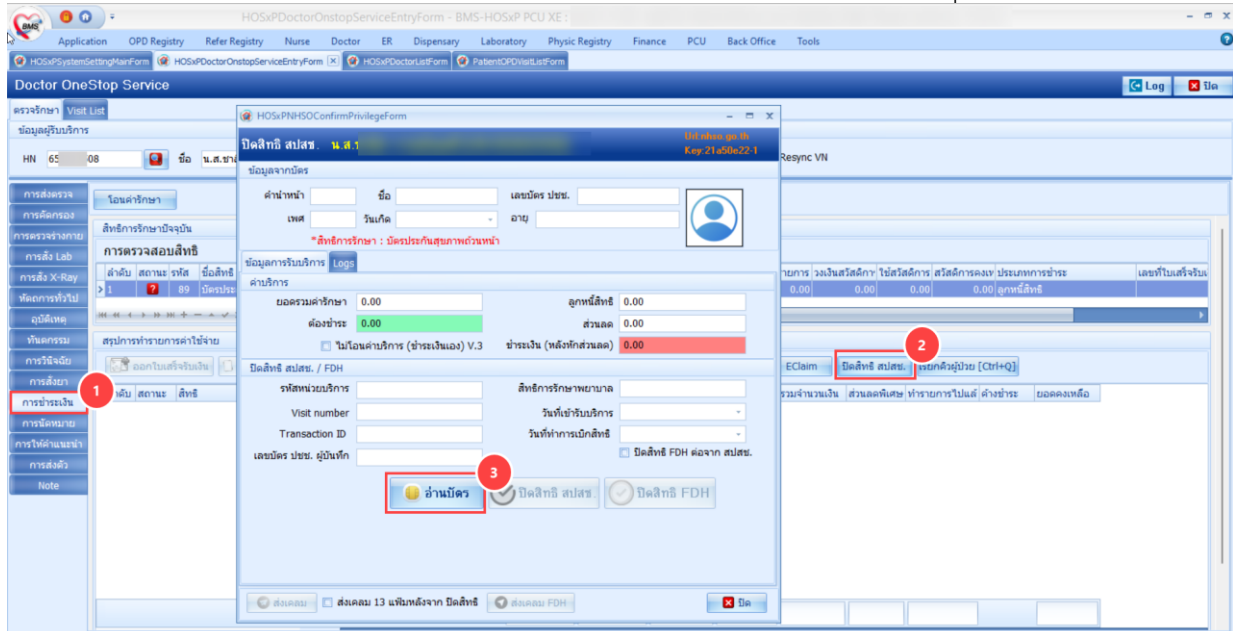 HOSxPDoctorOnstopServiceEntryForm - BMS-HOSxP PCU XE :
BMS
Application OPD Registry Refer Registry Nurse Doctor ER Dispensary Laboratory Physic Registry Finance PCU Back Office Tools
HOSxPSystemSettingMainForm HOSxPDoctorOnstopServiceEntryForm HOSxPDoctorListForm PatientOPDVisitListForm
Doctor OneStop Service Log ปิด
ตรวจรักษา Visit List
ข้อมูลผู้รับบริการ
HN 65 08 ชื่อ Resync VN
การส่งตรวจ
การคัดกรอง
การตรวจร่างกาย
การสั่ง Lab
การสั่ง X-Ray
หัตถการทั่วไป
อุบัติเหตุ
ทันตกรรม
การวินิจฉัย
การสั่งยา
1
การชำระเงิน
การนัดหมาย
การให้คำแนะนำ
การส่งตัว
Note
โอนค่ารักษา
สิทธิการรักษาปัจจุบัน
การตรวจสอบสิทธิ
ลำดับ สถานะ รหัส ชื่อสิทธิ
1 ? 89 บัตรประ
สรุปการทำรายการค่าใช้จ่าย
ออกใบเสร็จรับเงิน
ลำดับ สถานะ สิทธิ
HOSxPNHSOConfirmPrivilegeForm
ปิดสิทธิ สปสช. น.ส. Url:nhso.go.th
Key:21a50e22-1
ข้อมูลจากบัตร
คำนำหน้า ชื่อ เลขบัตร ปชช.
เพศ วันเกิด อายุ
*สิทธิการรักษา : บัตรประกันสุขภาพถ้วนหน้า
ข้อมูลการรับบริการ Logs
ค่าบริการ
ยอดรวมค่ารักษา 0.00 ลูกหนี้สิทธิ 0.00
ต้องชำระ 0.00 ส่วนลด 0.00
ไม่โอนค่าบริการ (ชำระเงินเอง) V.3 ชำระเงิน (หลังหักส่วนลด) 0.00
ปิดสิทธิ สปสช. / FDH
รหัสหน่วยบริการ สิทธิการรักษาพยาบาล
Visit number วันที่เข้ารับบริการ
Transaction ID วันที่ทำการเบิกสิทธิ
เลขบัตร ปชช. ผู้บันทึก ปิดสิทธิ FDH ต่อจาก สปสช.
3
อ่านบัตร ปิดสิทธิ สปสช. ปิดสิทธิ FDH
ส่งเคลม ส่งเคลม 13 แฟ้มหลังจาก ปิดสิทธิ ส่งเคลม FDH ปิด
วงเงินสวัสดิการ ใช้สวัสดิการ สวัสดิการคงเห ประเภทการชำระ เลขที่ใบเสร็จรับเ
0.00 0.00 0.00 0.00 ลูกหนี้สิทธิ
2
EClaim ปิดสิทธิ สปสช. เรียกคิวผู้ป่วย [Ctrl+Q]
รวมจำนวนเงิน ส่วนลดพิเศษ ทำรายการไปแล้ ค้างชำระ ยอดคงเหลือ